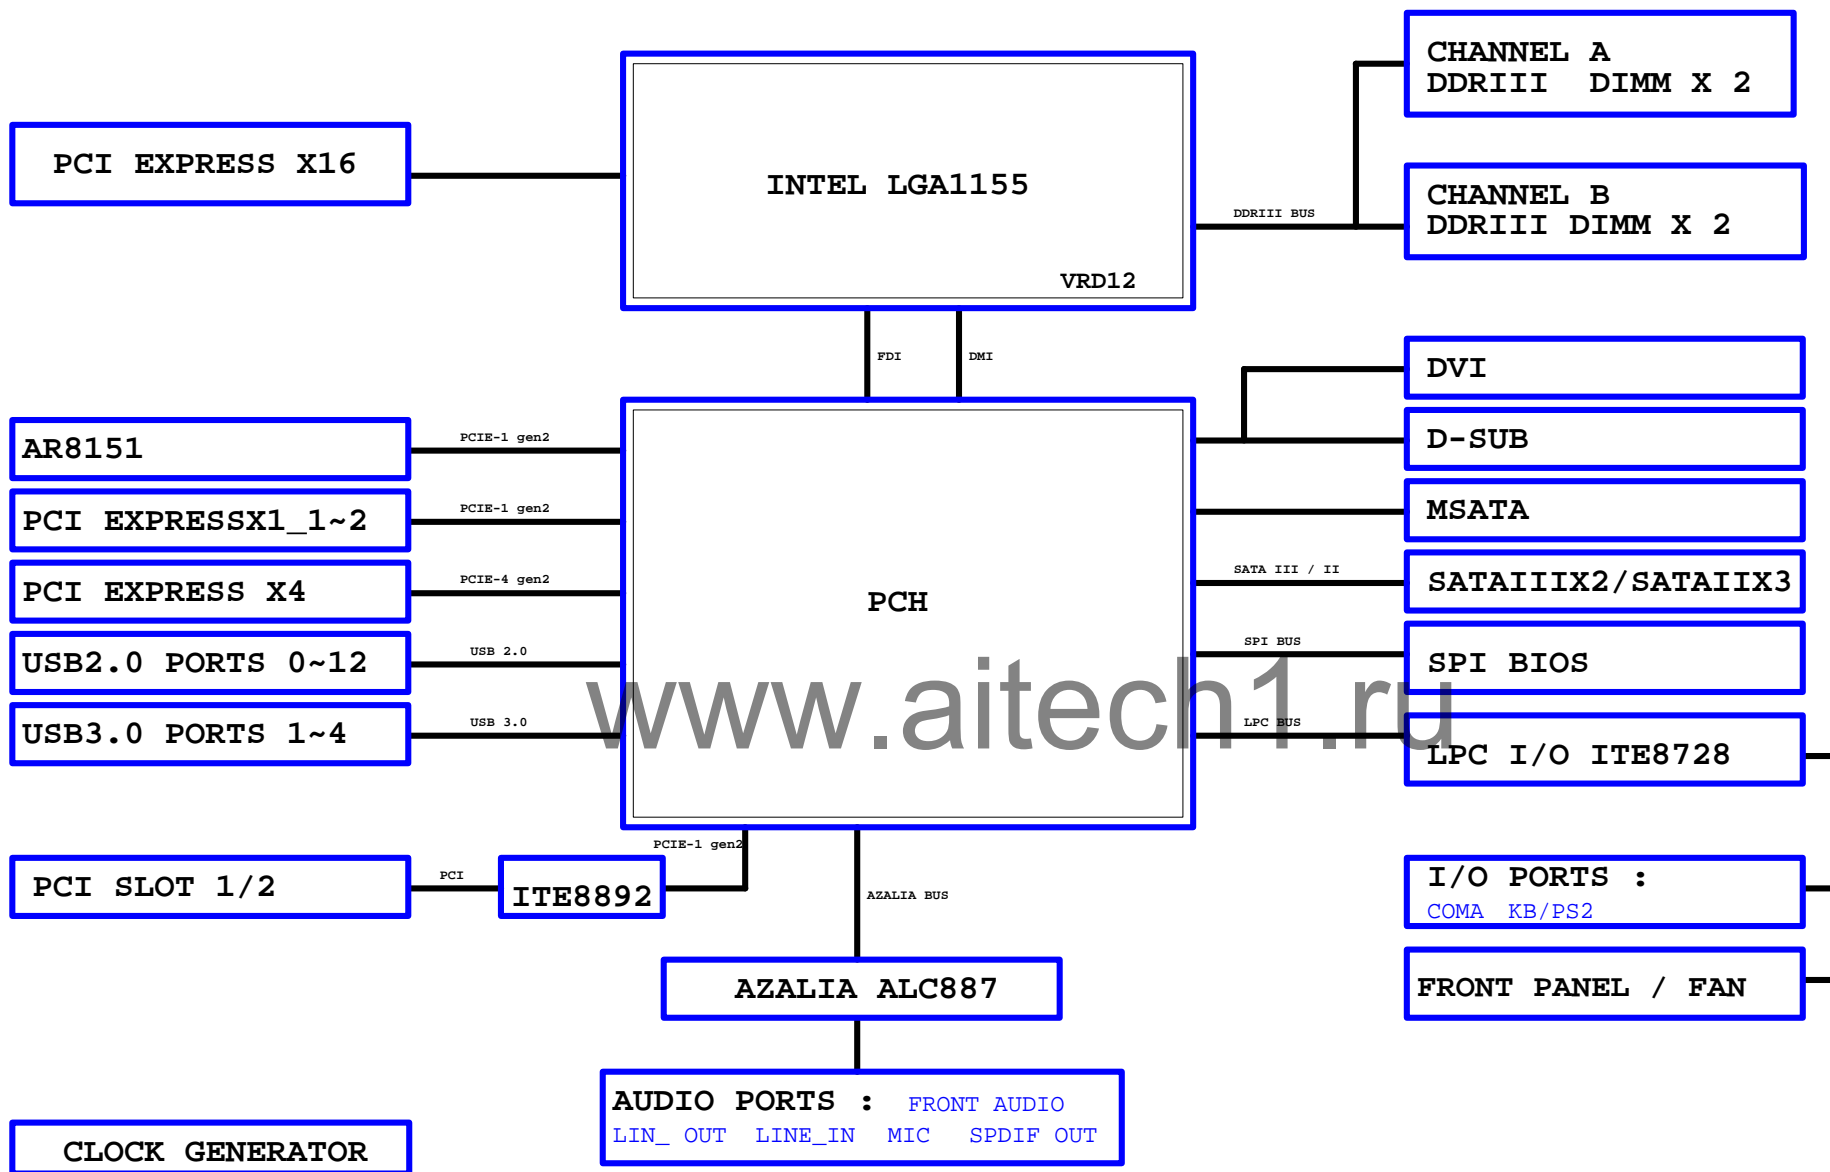 CHANNEL A
DDRIII DIMM X 2
PCI EXPRESS X16
INTEL LGA1155
VRD12
DDRIII BUS
CHANNEL B
DDRIII DIMM X 2
FDI
DMI
DVI
D-SUB
MSATA
SATA III / II
SATAIIIX2/SATAIIX3
SPI BUS
SPI BIOS
LPC BUS
LPC I/O ITE8728
AR8151
PCIE-1 gen2
PCI EXPRESSX1_1~2
PCIE-1 gen2
PCI EXPRESS X4
PCIE-4 gen2
USB2.0 PORTS 0~12
USB 2.0
USB3.0 PORTS 1~4
USB 3.0
PCH
www.aitech1.ru
PCI SLOT 1/2
PCI
ITE8892
PCIE-1 gen2
AZALIA BUS
I/O PORTS :
COMA KB/PS2
FRONT PANEL / FAN
AZALIA ALC887
AUDIO PORTS : FRONT AUDIO
LIN_ OUT LINE_IN MIC SPDIF OUT
CLOCK GENERATOR